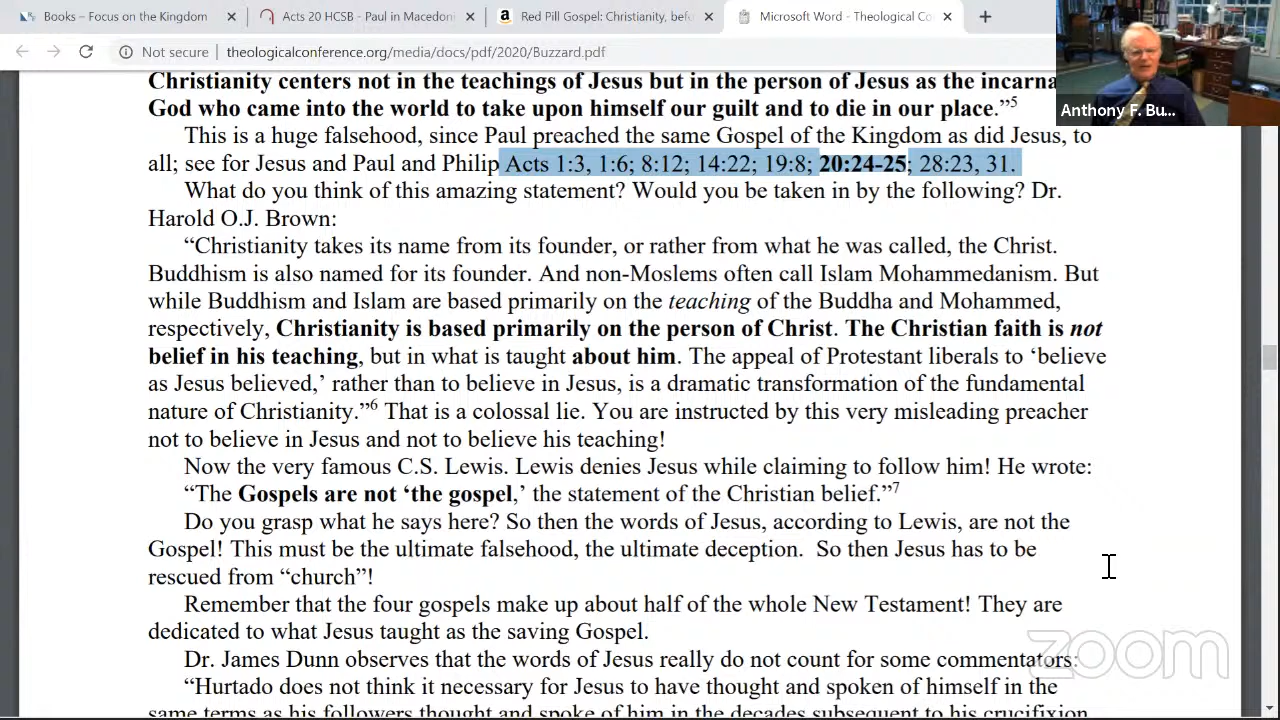 Books – Focus on the Kingdom
Acts 20 HCSB - Paul in Macedoni
Red Pill Gospel: Christianity, bef
Microsoft Word - Theological Co
Not secure | theologicalconference.org/media/docs/pdf/2020/Buzzard.pdf
Anthony F. Bu...
Christianity centers not in the teachings of Jesus but in the person of Jesus as the incarna
God who came into the world to take upon himself our guilt and to die in our place.”5
This is a huge falsehood, since Paul preached the same Gospel of the Kingdom as did Jesus, to
all; see for Jesus and Paul and Philip Acts 1:3, 1:6; 8:12; 14:22; 19:8; 20:24-25; 28:23, 31.
What do you think of this amazing statement? Would you be taken in by the following? Dr.
Harold O.J. Brown:
“Christianity takes its name from its founder, or rather from what he was called, the Christ.
Buddhism is also named for its founder. And non-Moslems often call Islam Mohammedanism. But
while Buddhism and Islam are based primarily on the teaching of the Buddha and Mohammed,
respectively, Christianity is based primarily on the person of Christ. The Christian faith is not
belief in his teaching, but in what is taught about him. The appeal of Protestant liberals to ‘believe
as Jesus believed,’ rather than to believe in Jesus, is a dramatic transformation of the fundamental
nature of Christianity.”6 That is a colossal lie. You are instructed by this very misleading preacher
not to believe in Jesus and not to believe his teaching!
Now the very famous C.S. Lewis. Lewis denies Jesus while claiming to follow him! He wrote:
“The Gospels are not ‘the gospel,’ the statement of the Christian belief.”7
Do you grasp what he says here? So then the words of Jesus, according to Lewis, are not the
Gospel! This must be the ultimate falsehood, the ultimate deception. So then Jesus has to be
rescued from “church”!
Remember that the four gospels make up about half of the whole New Testament! They are
dedicated to what Jesus taught as the saving Gospel.
Dr. James Dunn observes that the words of Jesus really do not count for some commentators:
“Hurtado does not think it necessary for Jesus to have thought and spoken of himself in the
same terms as his followers thought and spoke of him in the decades subsequent to his crucifixion
zoom